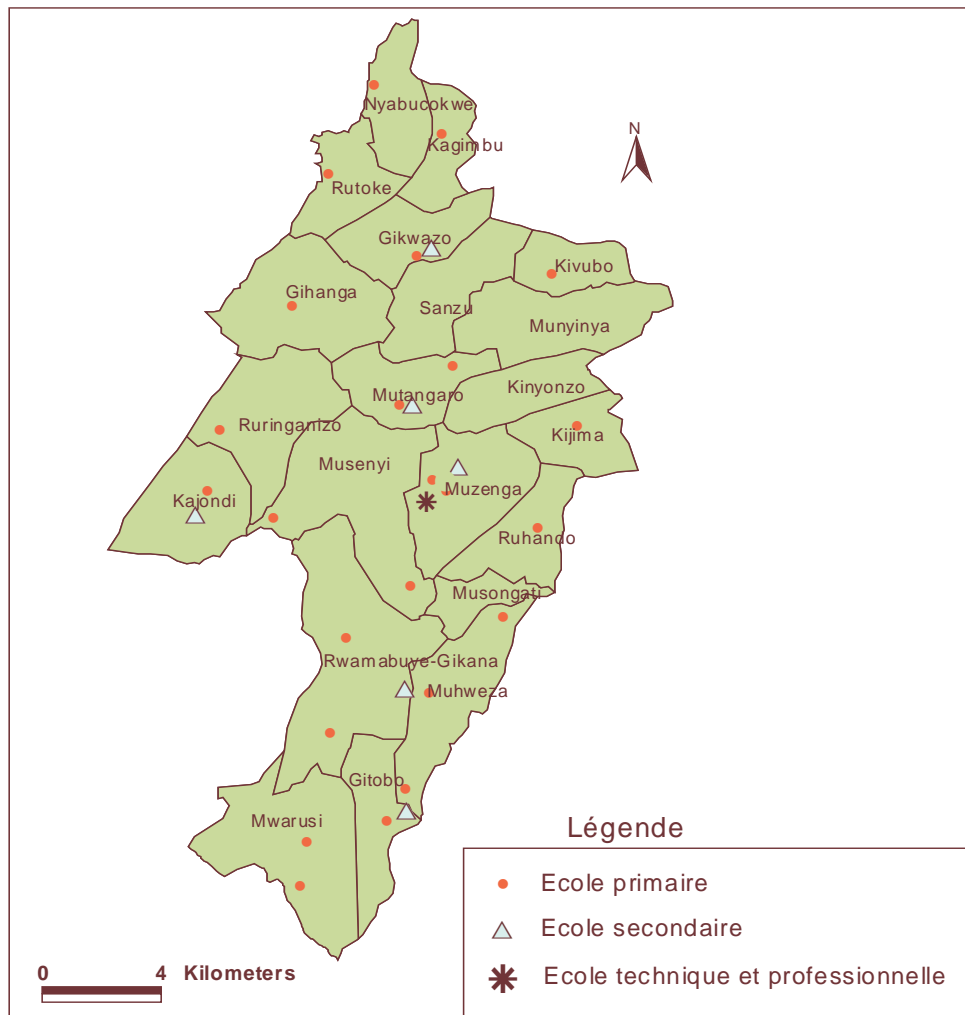 Nyabucokwe
N
Kagimbu
Rutoke
Gikwazo
Kivubo
Gihanga
Sanzu
Munyinya
Kinyonzo
Mutangaro
Ruringanizo
Kijima
Musenyi
Muzenga
Kajondi
Ruhando
Musongati
Rwamabuye-Gikana
Muhweza
Gitobo
Mwarusi
Légende
Ecole primaire
Ecole secondaire
Ecole technique et professionnelle
0 4 Kilometers